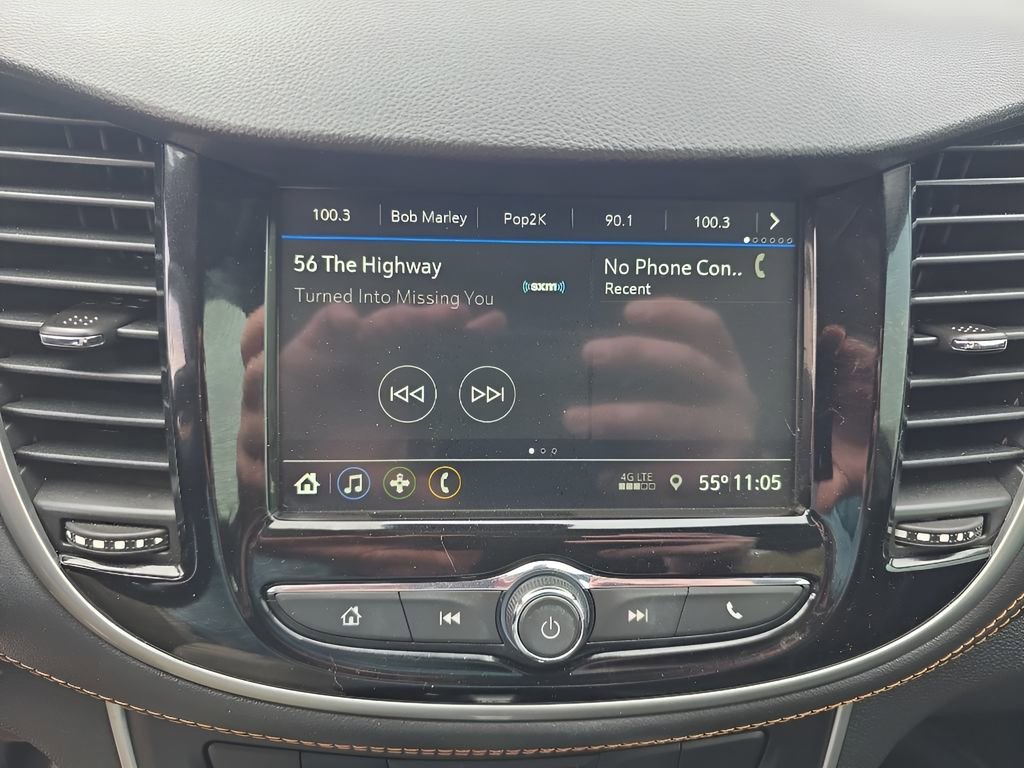 100.3 Bob Marley Pop2K 90.1 100.3
56 The Highway
Turned Into Missing You
sxm
No Phone Con..
Recent
4G LTE
55° 11:05